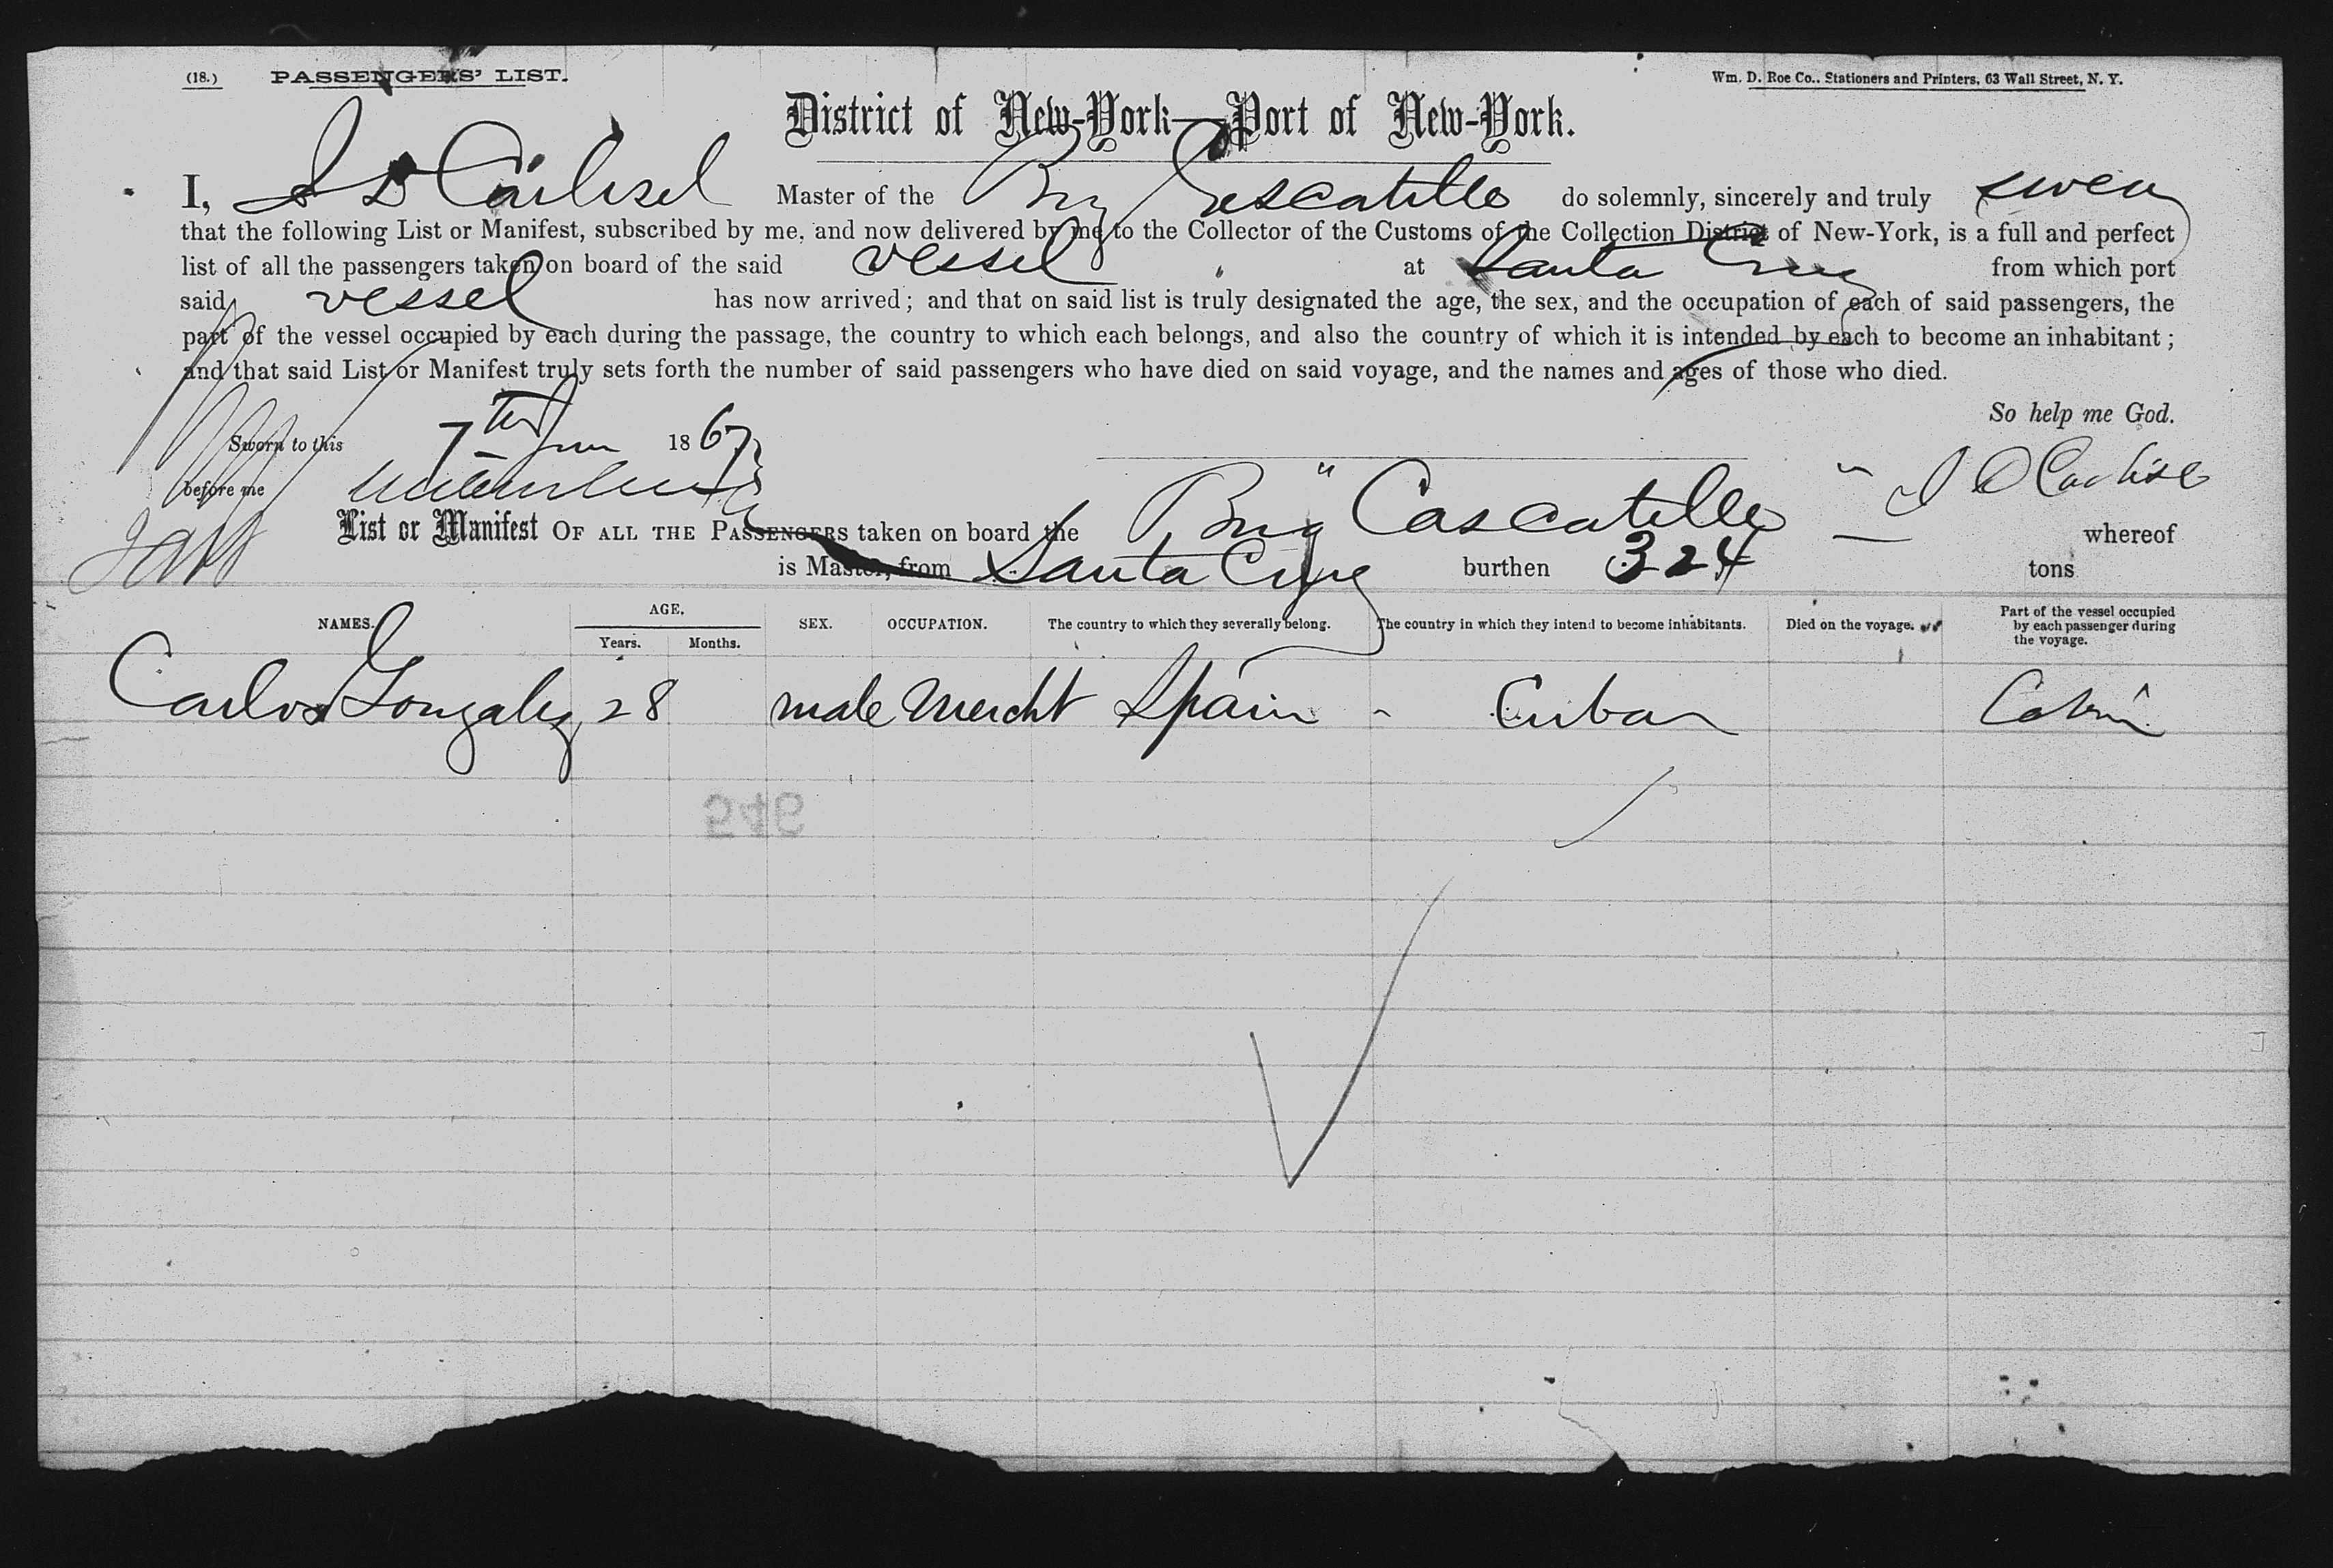 (18.) PASSENGERS' LIST. Wm. D. Roe Co., Stationers and Printers, 63 Wall Street, N. Y.
District of New-York—Port of New-York.
I, Master of the Brig do solemnly, sincerely and truly swear
that the following List or Manifest, subscribed by me, and now delivered by me to the Collector of the Customs of the Collection District of New-York, is a full and perfect
list of all the passengers taken on board of the said vessel at Santa Cruz from which port
said vessel has now arrived; and that on said list is truly designated the age, the sex, and the occupation of each of said passengers, the
part of the vessel occupied by each during the passage, the country to which each belongs, and also the country of which it is intended by each to become an inhabitant;
and that said List or Manifest truly sets forth the number of said passengers who have died on said voyage, and the names and ages of those who died.
So help me God.
Sworn to this 7th 1867
before me
List or Manifest OF ALL THE PASSENGERS taken on board the Brig "Cascatelle" J D Carlisle whereof
is Master, from Santa Cruz burthen 324 tons
NAMES. AGE. Years. Months. SEX. OCCUPATION. The country to which they severally belong. The country in which they intend to become inhabitants. Died on the voyage. Part of the vessel occupied by each passenger during the voyage.
Carlos Gonzalez 28 male Mercht Spain Cuba Cabin